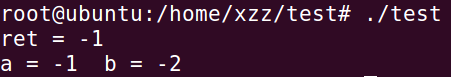 root@ubuntu:/home/xzz/test# ./test
ret = -1
a = -1  b = -2